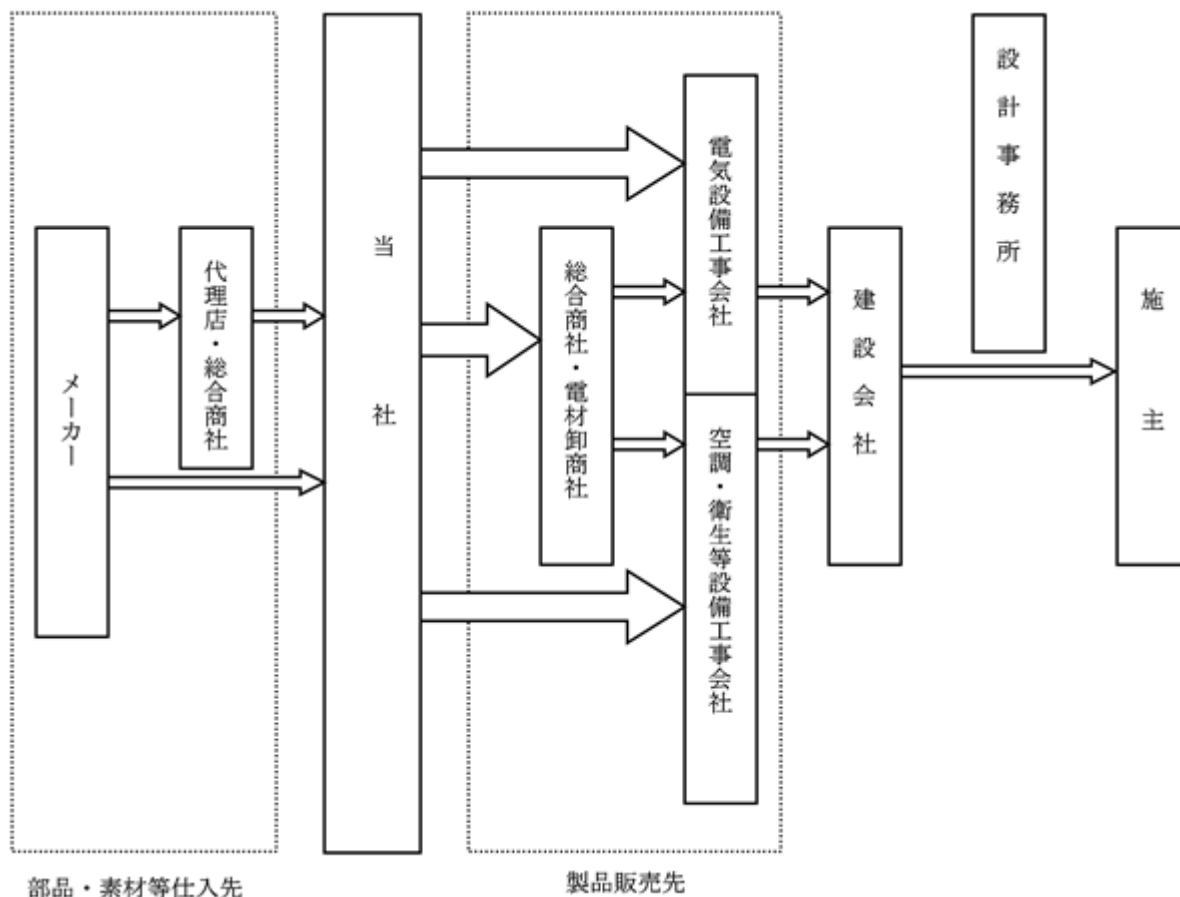 メーカー
代理店・総合商社
当社
総合商社・電材卸商社
電気設備工事会社
空調・衛生等設備工事会社
建設会社
設計事務所
施主
部品・素材等仕入先
製品販売先